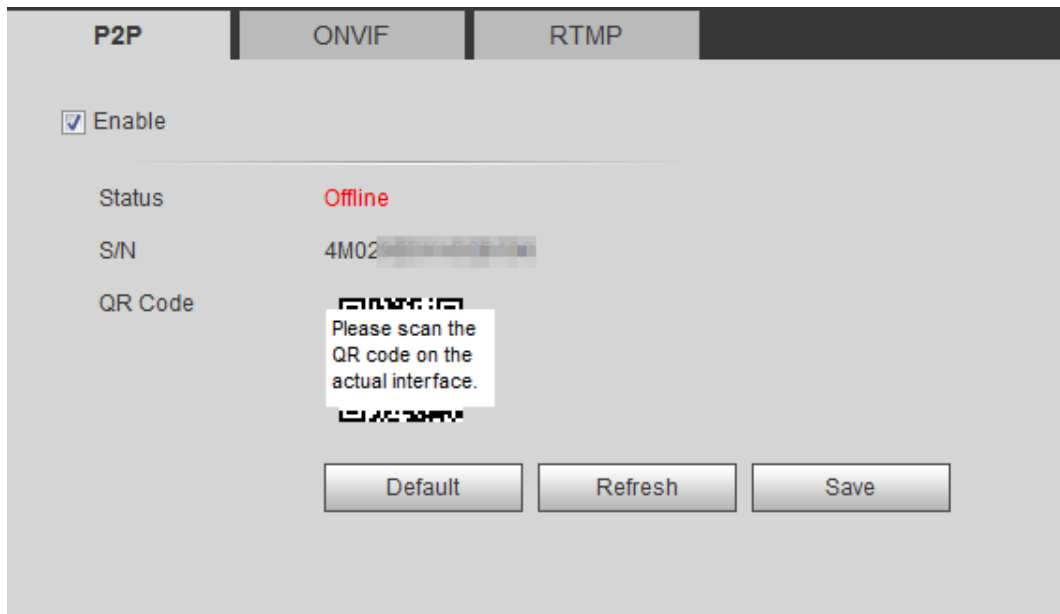 P2P ONVIF RTMP
Enable
Status Offline
S/N 4M02
QR Code
Please scan the
QR code on the
actual interface.
Default Refresh Save